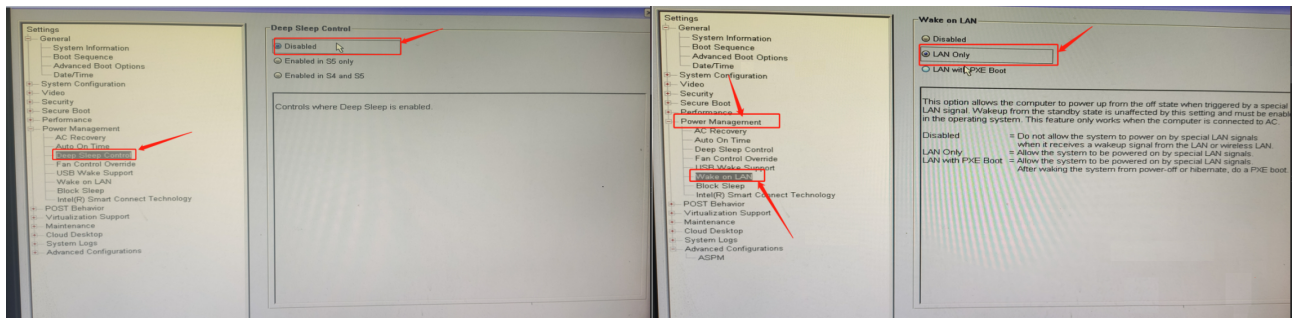 Settings
General
System Information
Boot Sequence
Advanced Boot Options
Date/Time
System Configuration
Video
Security
Secure Boot
Performance
Power Management
AC Recovery
Auto On Time
Deep Sleep Control
Fan Control Override
USB Wake Support
Wake on LAN
Block Sleep
Intel(R) Smart Connect Technology
POST Behavior
Virtualization Support
Maintenance
Cloud Desktop
System Logs
Advanced Configurations
Deep Sleep Control
Disabled
Enabled in S5 only
Enabled in S4 and S5
Controls where Deep Sleep is enabled.
Settings
General
System Information
Boot Sequence
Advanced Boot Options
Date/Time
System Configuration
Video
Security
Secure Boot
Performance
Power Management
AC Recovery
Auto On Time
Deep Sleep Control
Fan Control Override
USB Wake Support
Wake on LAN
Block Sleep
Intel(R) Smart Connect Technology
POST Behavior
Virtualization Support
Maintenance
Cloud Desktop
System Logs
Advanced Configurations
ASPM
Wake on LAN
Disabled
LAN Only
LAN with PXE Boot
This option allows the computer to power up from the off state when triggered by a special
LAN signal. Wakeup from the standby state is unaffected by this setting and must be enabl
in the operating system. This feature only works when the computer is connected to AC.
Disabled = Do not allow the system to power on by special LAN signals.
when it receives a wakeup signal from the LAN or wireless LAN.
LAN Only = Allow the system to be powered on by special LAN signals.
LAN with PXE Boot = Allow the system to be powered on by special LAN signals.
After waking the system from power-off or hibernate, do a PXE boot